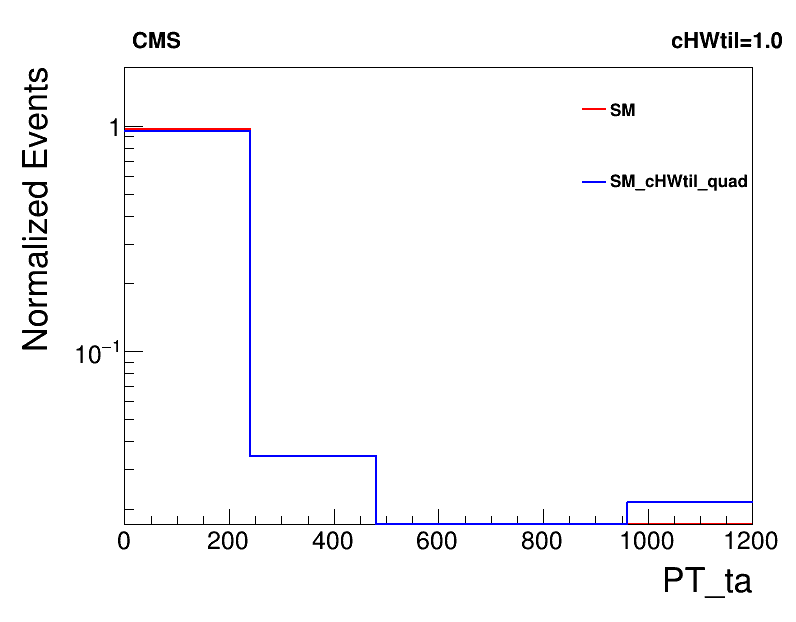 CMS
cHWtil=1.0
Normalized Events
1
10⁻¹
SM
SM_cHWtil_quad
0 200 400 600 800 1000 1200
PT_ta